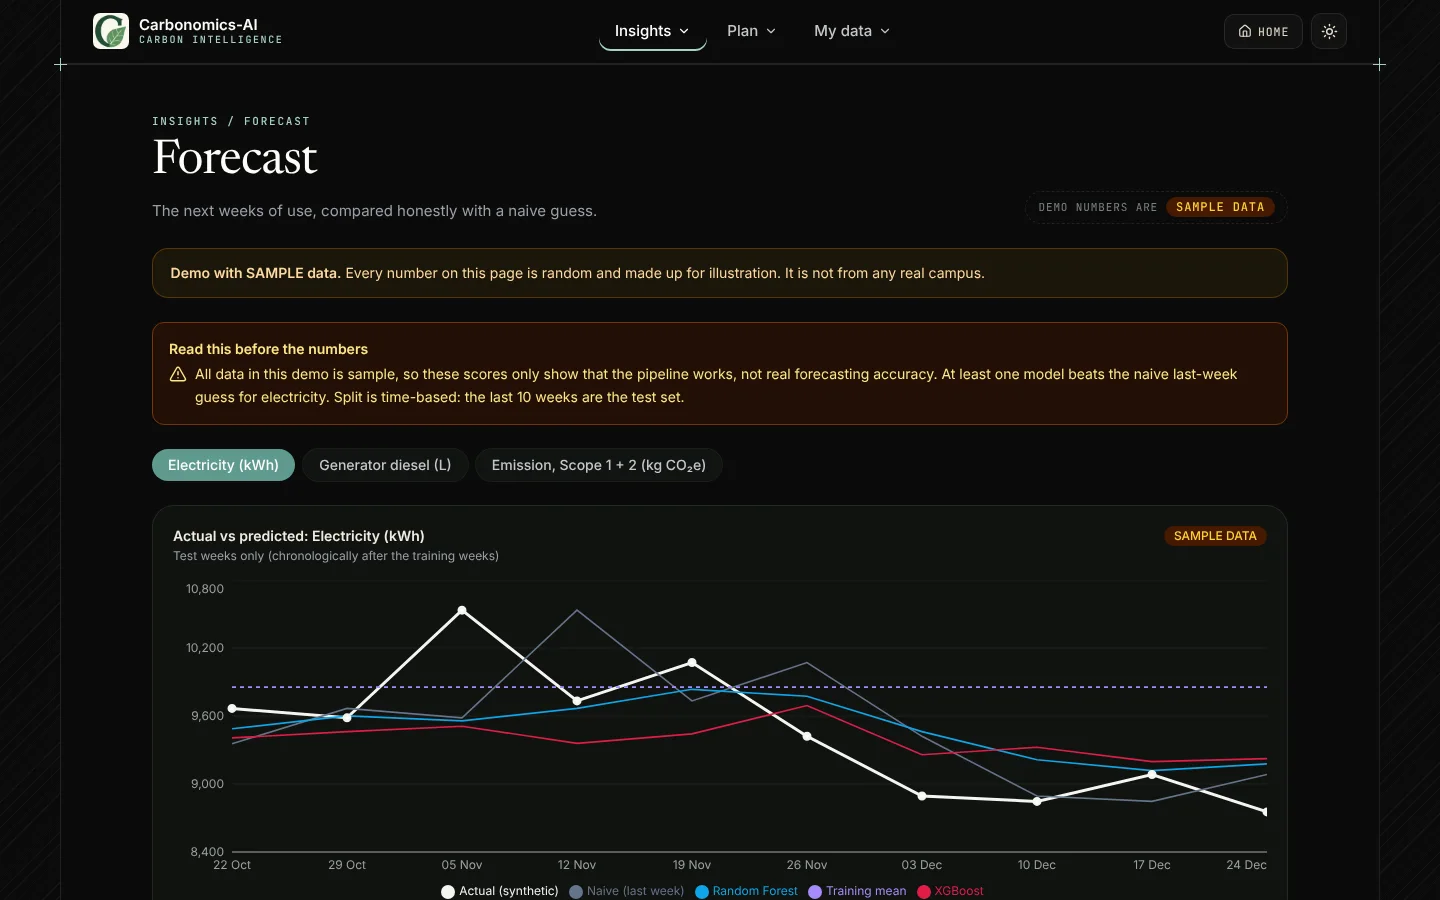 Carbonomics-AI
CARBON INTELLIGENCE
Insights
Plan
My data
HOME
INSIGHTS / FORECAST
Forecast
The next weeks of use, compared honestly with a naive guess.
DEMO NUMBERS ARE SAMPLE DATA
Demo with SAMPLE data. Every number on this page is random and made up for illustration. It is not from any real campus.
Read this before the numbers
All data in this demo is sample, so these scores only show that the pipeline works, not real forecasting accuracy. At least one model beats the naive last-week
guess for electricity. Split is time-based: the last 10 weeks are the test set.
Electricity (kWh)
Generator diesel (L)
Emission, Scope 1 + 2 (kg CO₂e)
Actual vs predicted: Electricity (kWh)
SAMPLE DATA
Test weeks only (chronologically after the training weeks)
10,800
10,200
9,600
9,000
8,400
22 Oct
29 Oct
05 Nov
12 Nov
19 Nov
26 Nov
03 Dec
10 Dec
17 Dec
24 Dec
Actual (synthetic)
Naive (last week)
Random Forest
Training mean
XGBoost